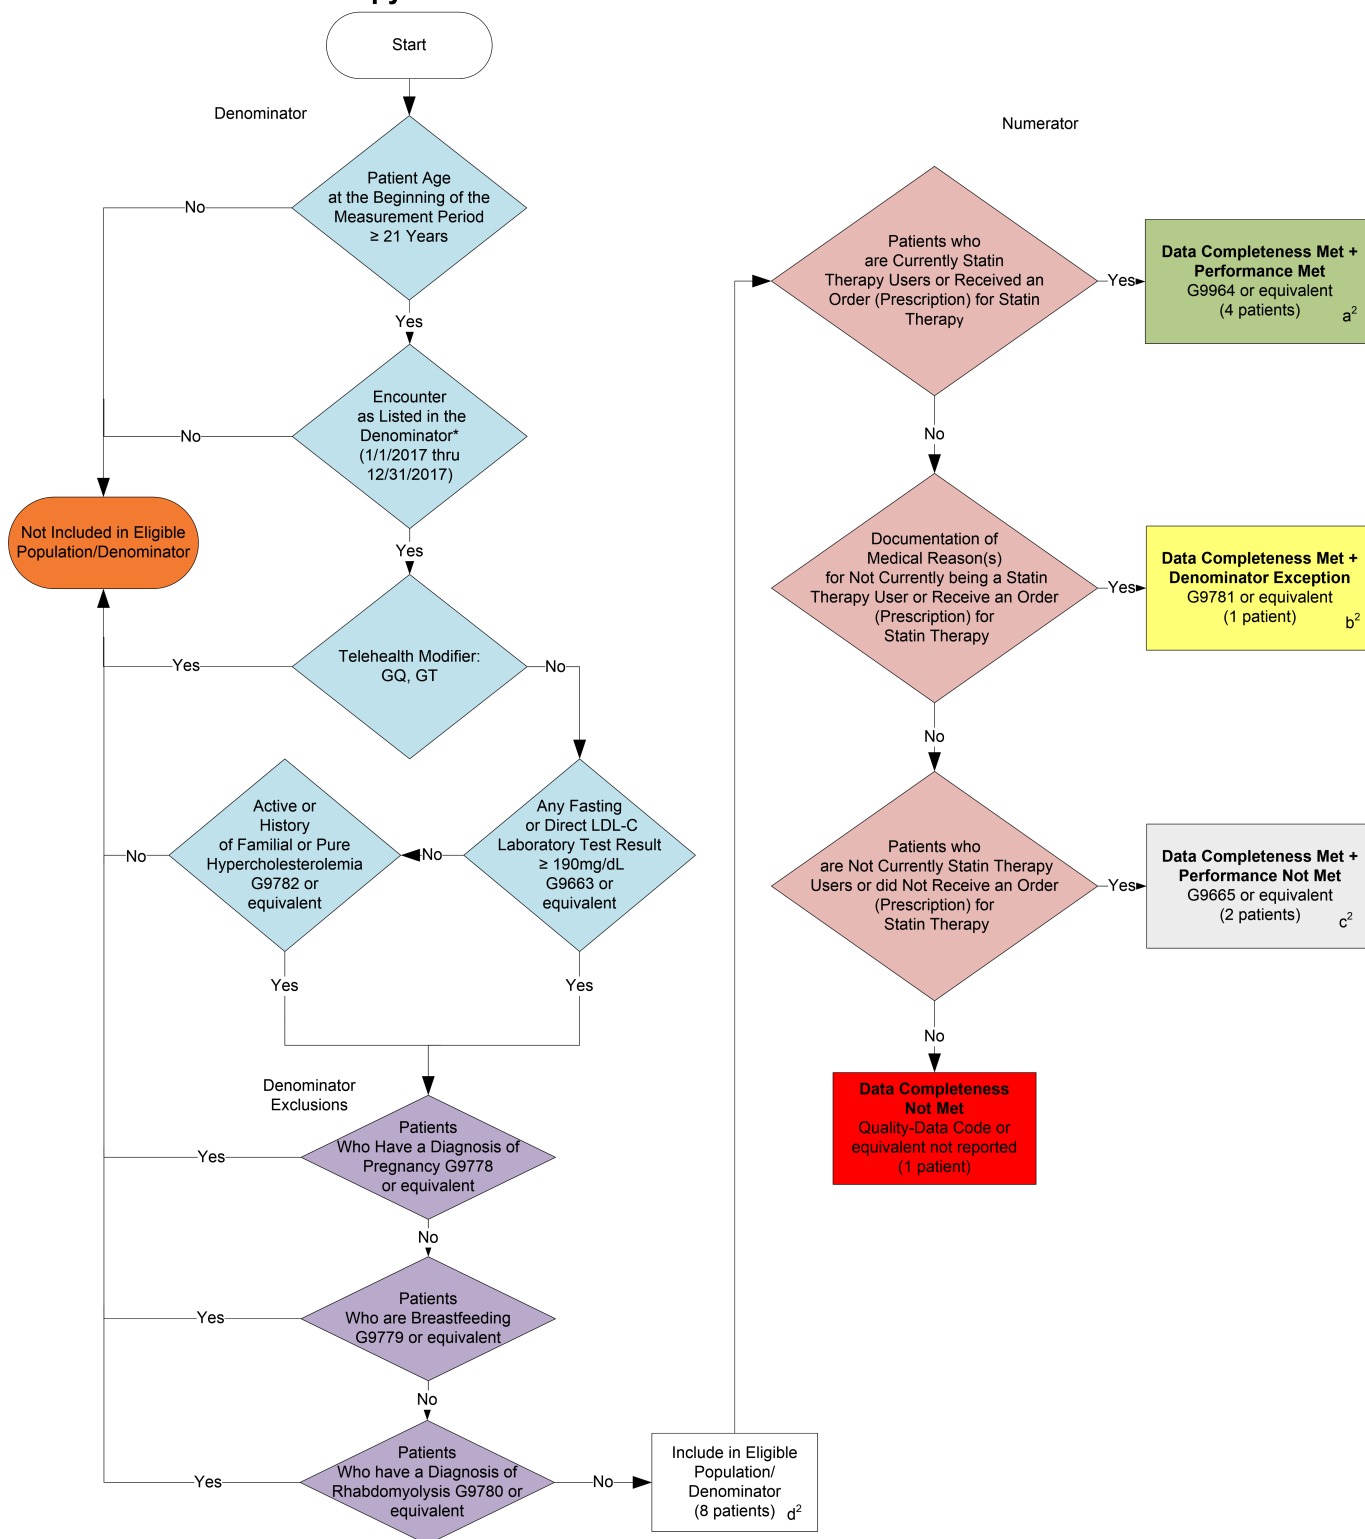 py
Start
Denominator
Patient Age
at the Beginning of the
Measurement Period
≥ 21 Years
No
Yes
Encounter
as Listed in the
Denominator*
(1/1/2017 thru
12/31/2017)
No
Yes
Not Included in Eligible
Population/Denominator
Telehealth Modifier:
GQ, GT
Yes
No
Any Fasting
or Direct LDL-C
Laboratory Test Result
≥ 190mg/dL
G9663 or
equivalent
No
Yes
Active or
History
of Familial or Pure
Hypercholesterolemia
G9782 or
equivalent
No
Yes
Denominator
Exclusions
Patients
Who Have a Diagnosis of
Pregnancy G9778
or equivalent
Yes
No
Patients
Who are Breastfeeding
G9779 or equivalent
Yes
No
Patients
Who have a Diagnosis of
Rhabdomyolysis G9780 or
equivalent
Yes
No
Include in Eligible
Population/
Denominator
(8 patients) d²
Numerator
Patients who
are Currently Statin
Therapy Users or Received an
Order (Prescription) for Statin
Therapy
Yes
Data Completeness Met +
Performance Met
G9964 or equivalent
(4 patients) a²
No
Documentation of
Medical Reason(s)
for Not Currently being a Statin
Therapy User or Receive an Order
(Prescription) for
Statin Therapy
Yes
Data Completeness Met +
Denominator Exception
G9781 or equivalent
(1 patient) b²
No
Patients who
are Not Currently Statin Therapy
Users or did Not Receive an Order
(Prescription) for
Statin Therapy
Yes
Data Completeness Met +
Performance Not Met
G9665 or equivalent
(2 patients) c²
No
Data Completeness
Not Met
Quality-Data Code or
equivalent not reported
(1 patient)